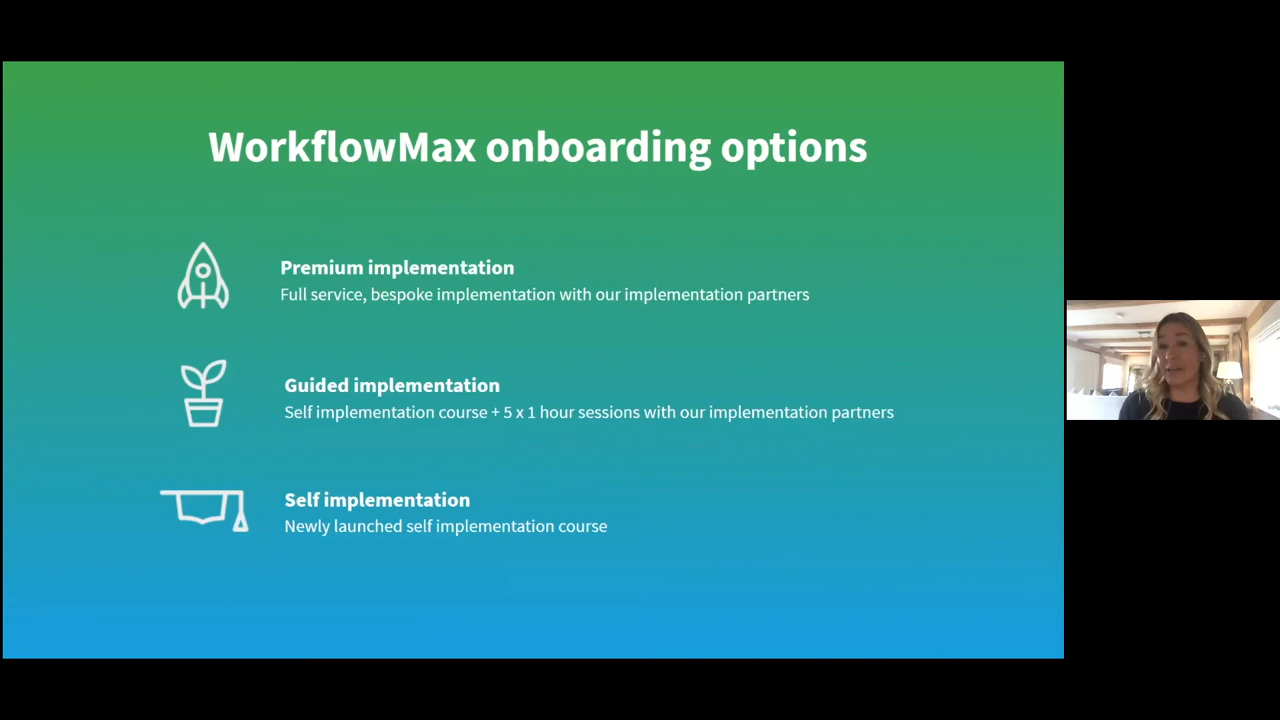 WorkflowMax onboarding options
Premium implementation
Full service, bespoke implementation with our implementation partners
Guided implementation
Self implementation course + 5 x 1 hour sessions with our implementation partners
Self implementation
Newly launched self implementation course